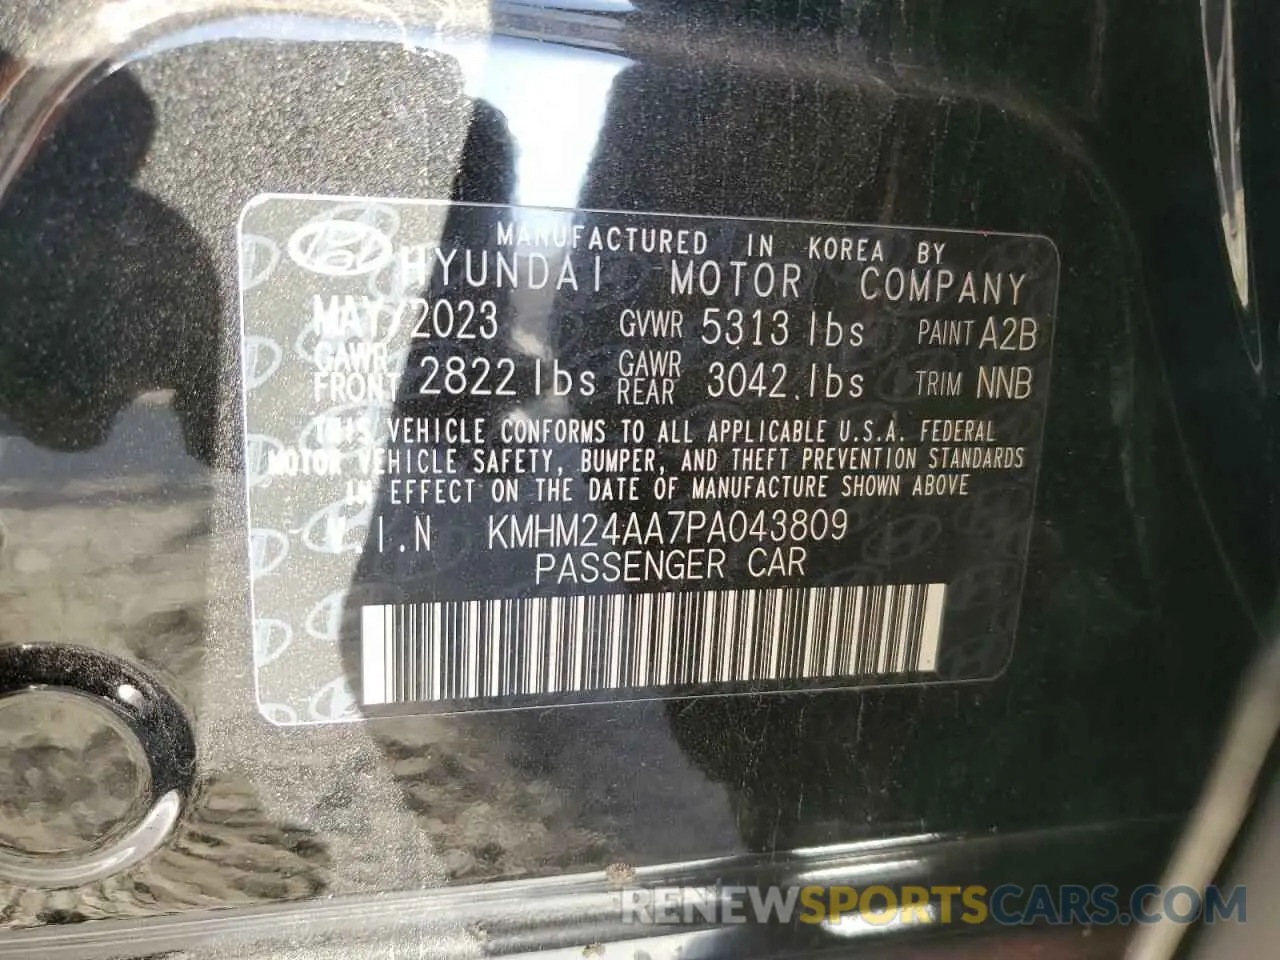 MANUFACTURED IN KOREA BY
HYUNDAI MOTOR COMPANY
MAY/2023 GVWR 5313 lbs PAINT A2B
GAWR FRONT 2822 lbs GAWR REAR 3042 lbs TRIM NNB
THIS VEHICLE CONFORMS TO ALL APPLICABLE U.S.A. FEDERAL
MOTOR VEHICLE SAFETY, BUMPER, AND THEFT PREVENTION STANDARDS
IN EFFECT ON THE DATE OF MANUFACTURE SHOWN ABOVE
V.I.N KMHM24AA7PA043809
PASSENGER CAR
RENEWSPORTSCARS.COM